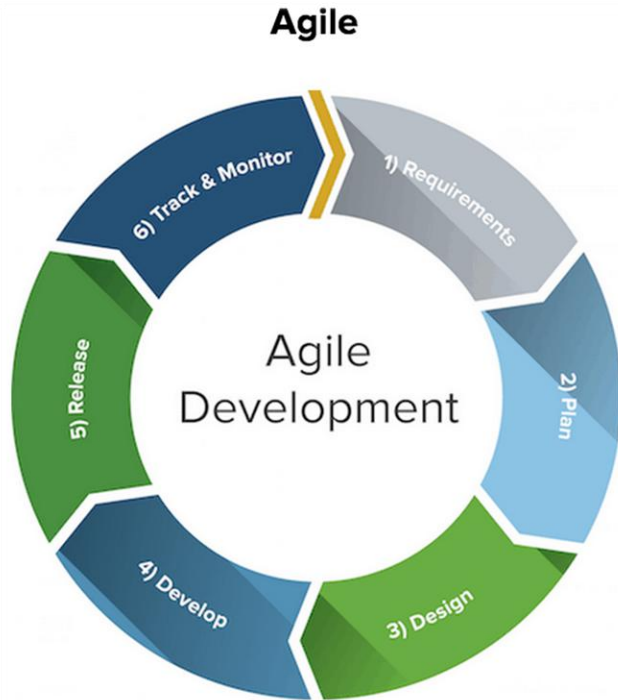 Agile
1) Requirements
2) Plan
3) Design
4) Develop
5) Release
6) Track & Monitor
Agile
Development